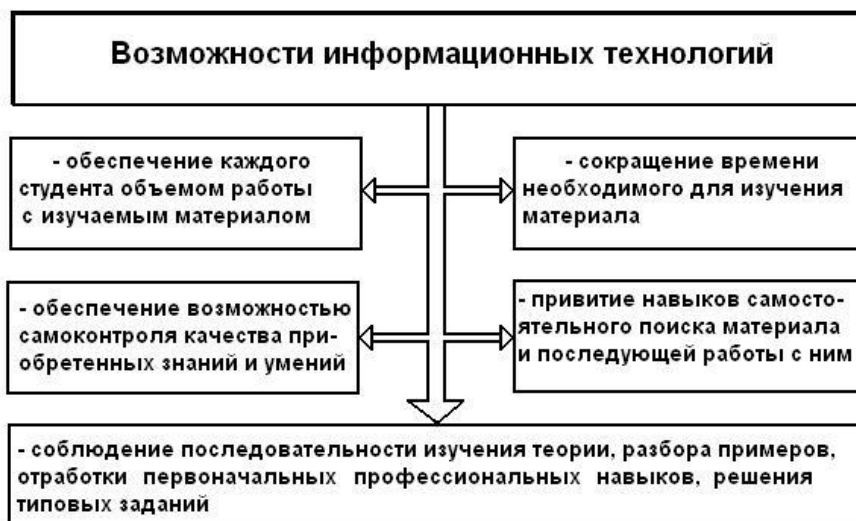 Возможности информационных технологий
- обеспечение каждого
студента объемом работы
с изучаемым материалом
- сокращение времени
необходимого для изучения
материала
- обеспечение возможностью
самоконтроля качества при-
обретенных знаний и умений
- привитие навыков самосто-
ятельного поиска материала
и последующей работы с ним
- соблюдение последовательности изучения теории, разбора примеров,
отработки первоначальных профессиональных навыков, решения
типовых заданий